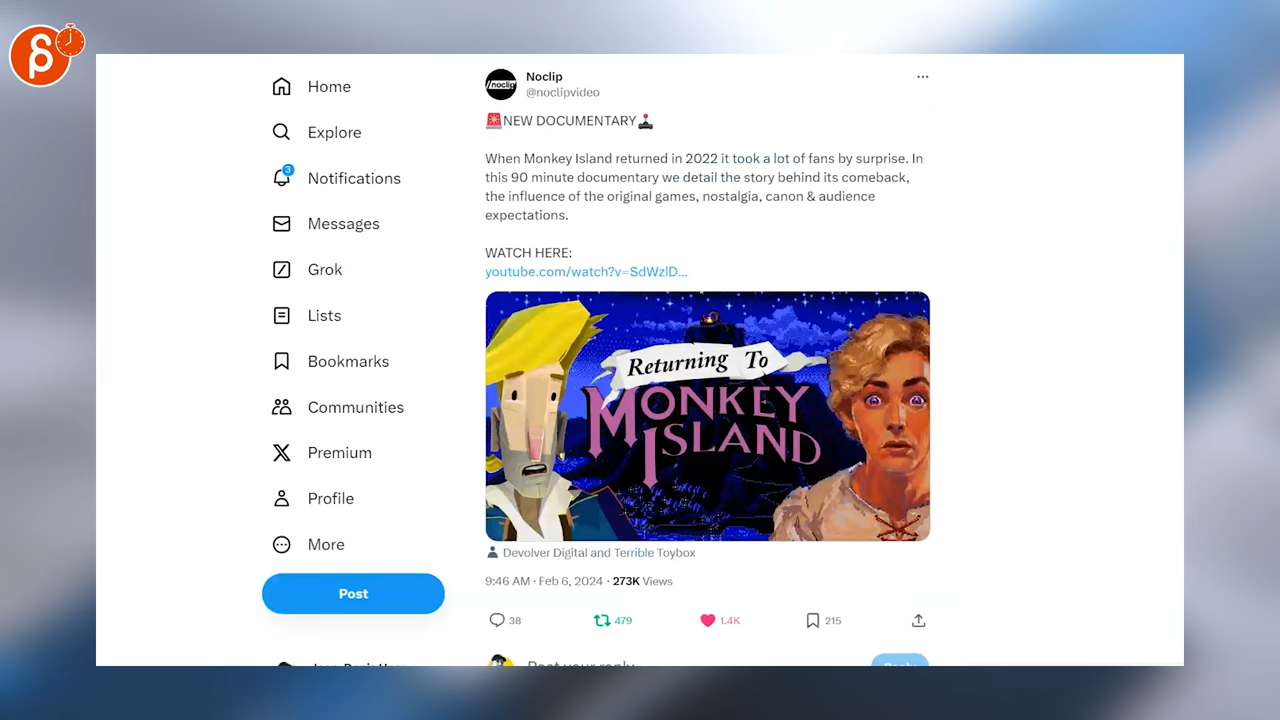 Home
Explore
3
Notifications
Messages
Grok
Lists
Bookmarks
Communities
Premium
Profile
More
Post
/noclip
Noclip
@noclipvideo
🚨NEW DOCUMENTARY🕹️
When Monkey Island returned in 2022 it took a lot of fans by surprise. In
this 90 minute documentary we detail the story behind its comeback,
the influence of the original games, nostalgia, canon & audience
expectations.
WATCH HERE:
youtube.com/watch?v=SdWzlD...
Returning To
MONKEY
ISLAND
Devolver Digital and Terrible Toybox
9:46 AM · Feb 6, 2024 · 273K Views
38 479 1.4K 215
Post your reply
Reply